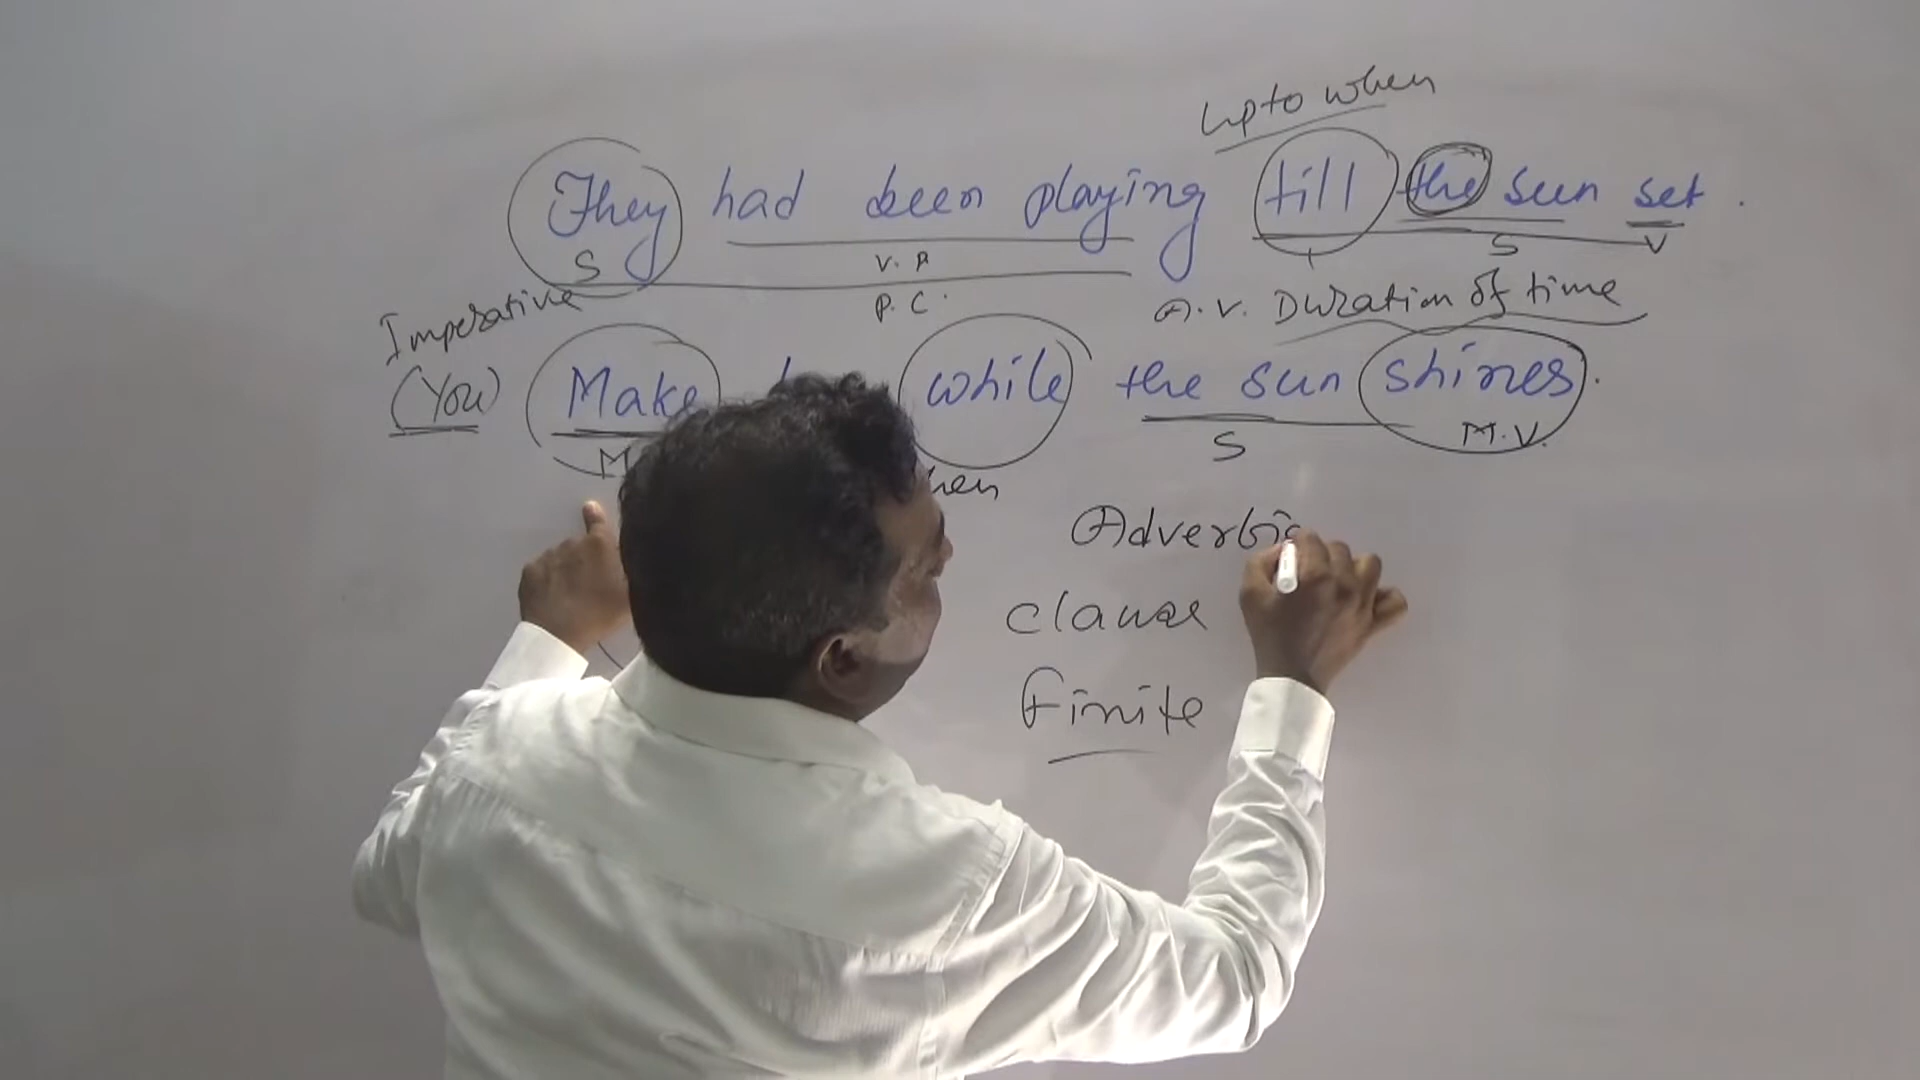 upto when
They had been playing till the sun set.
S V.P S V
Imperative P.C. A.V. Duration of time
(You) Make while the sun shines.
S M.V.
Adverbi
clause
Finite